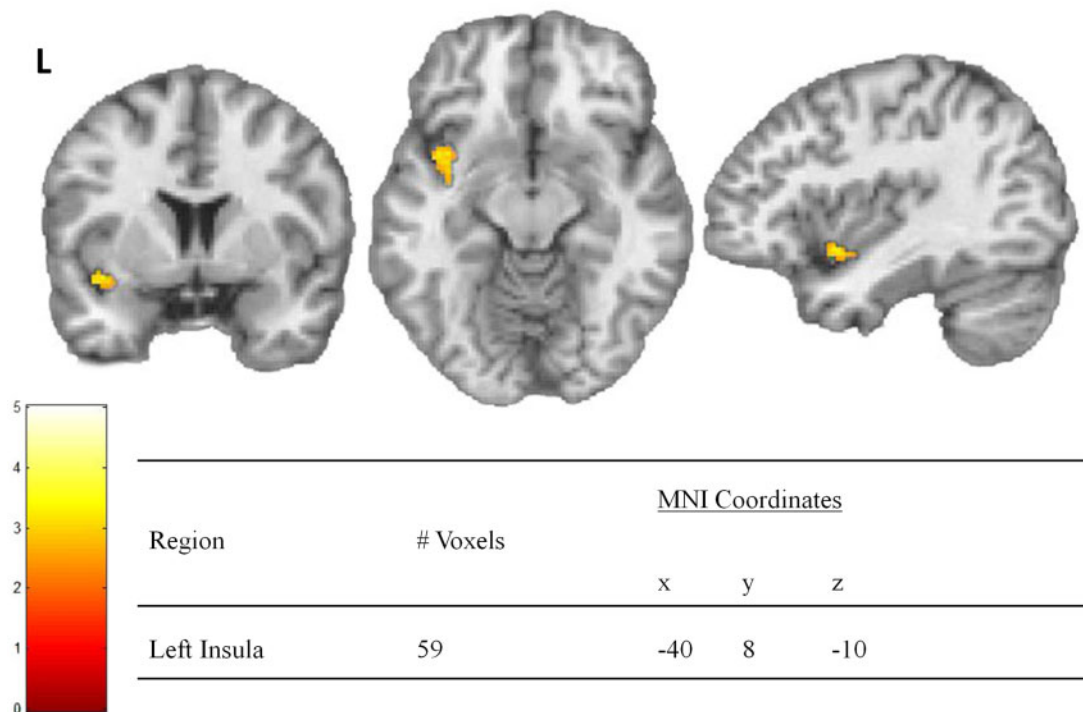 L
5
4
3
2
1
0
MNI Coordinates
Region # Voxels
x y z
Left Insula 59 -40 8 -10